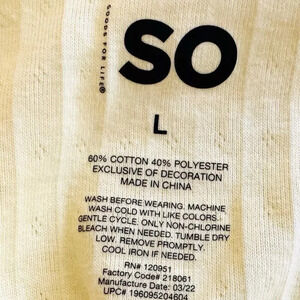 GOODS FOR LIFE®
SO
L
60% COTTON 40% POLYESTER
EXCLUSIVE OF DECORATION
MADE IN CHINA
WASH BEFORE WEARING. MACHINE
WASH COLD WITH LIKE COLORS.
GENTLE CYCLE. ONLY NON-CHLORINE
BLEACH WHEN NEEDED. TUMBLE DRY
LOW. REMOVE PROMPTLY.
COOL IRON IF NEEDED.
RN# 120951
Factory Code# 218061
Manufacture Date: 03/22
UPC# 196095204604